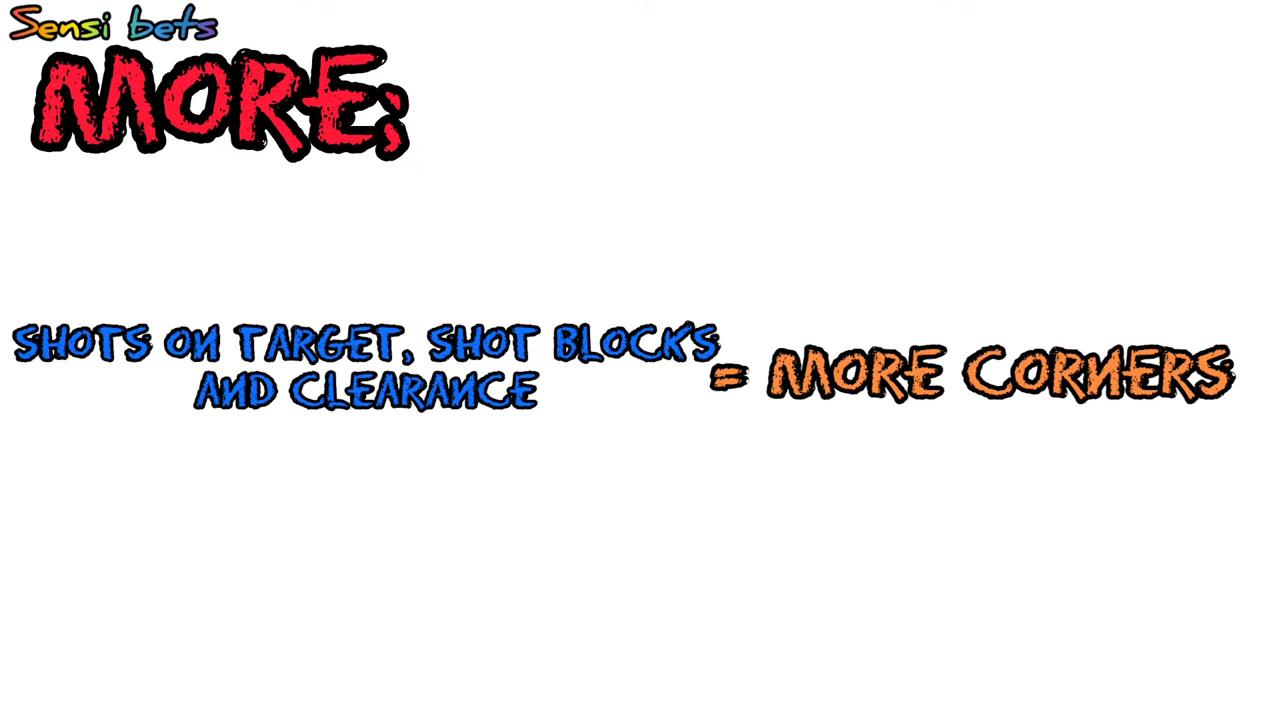 Sensi bets
MORE;
SHOTS ON TARGET, SHOT BLOCKS
AND CLEARANCE
= MORE CORNERS